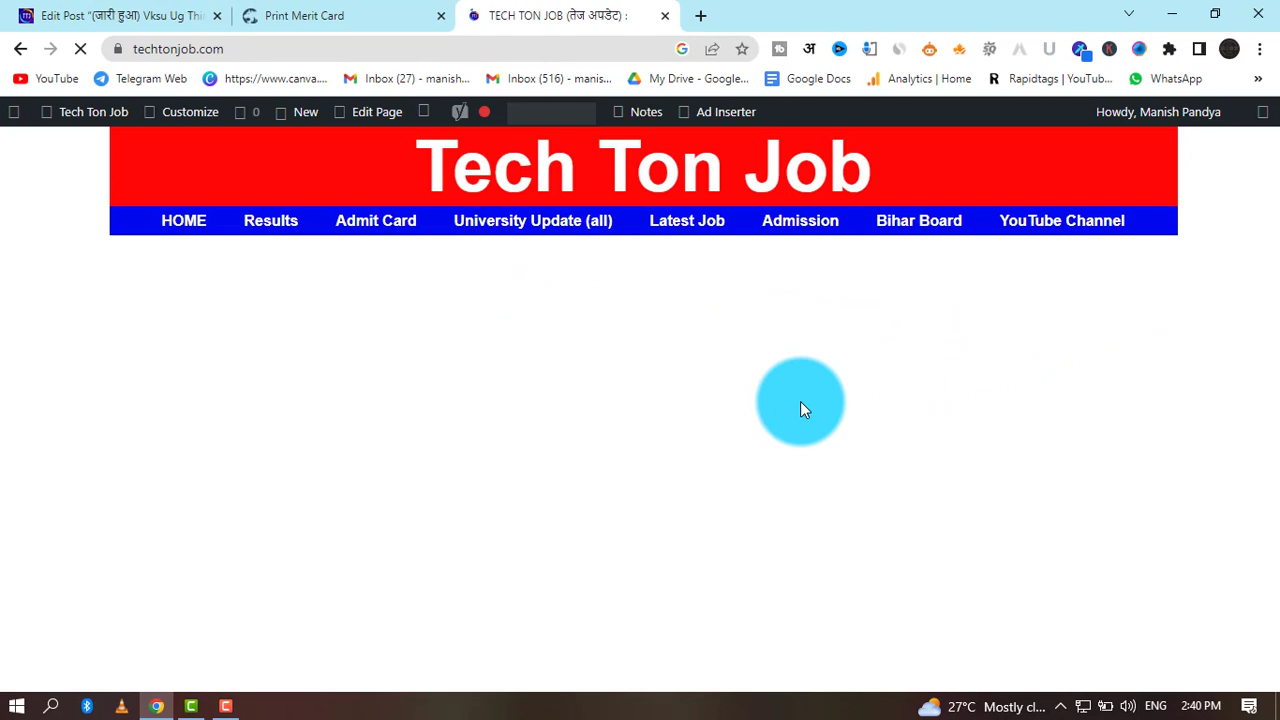 Edit Post “(जारी हुआ) Vksu Ug Thi
Print Merit Card
TECH TON JOB (तेज अपडेट) :
techtonjob.com
YouTube
Telegram Web
https://www.canva....
Inbox (27) - manish...
Inbox (516) - manis...
My Drive - Google...
Google Docs
Analytics | Home
Rapidtags | YouTub...
WhatsApp
Tech Ton Job
Customize
0
New
Edit Page
Notes
Ad Inserter
Howdy, Manish Pandya
Tech Ton Job
HOME Results Admit Card University Update (all) Latest Job Admission Bihar Board YouTube Channel
27°C Mostly cl... ENG 2:40 PM